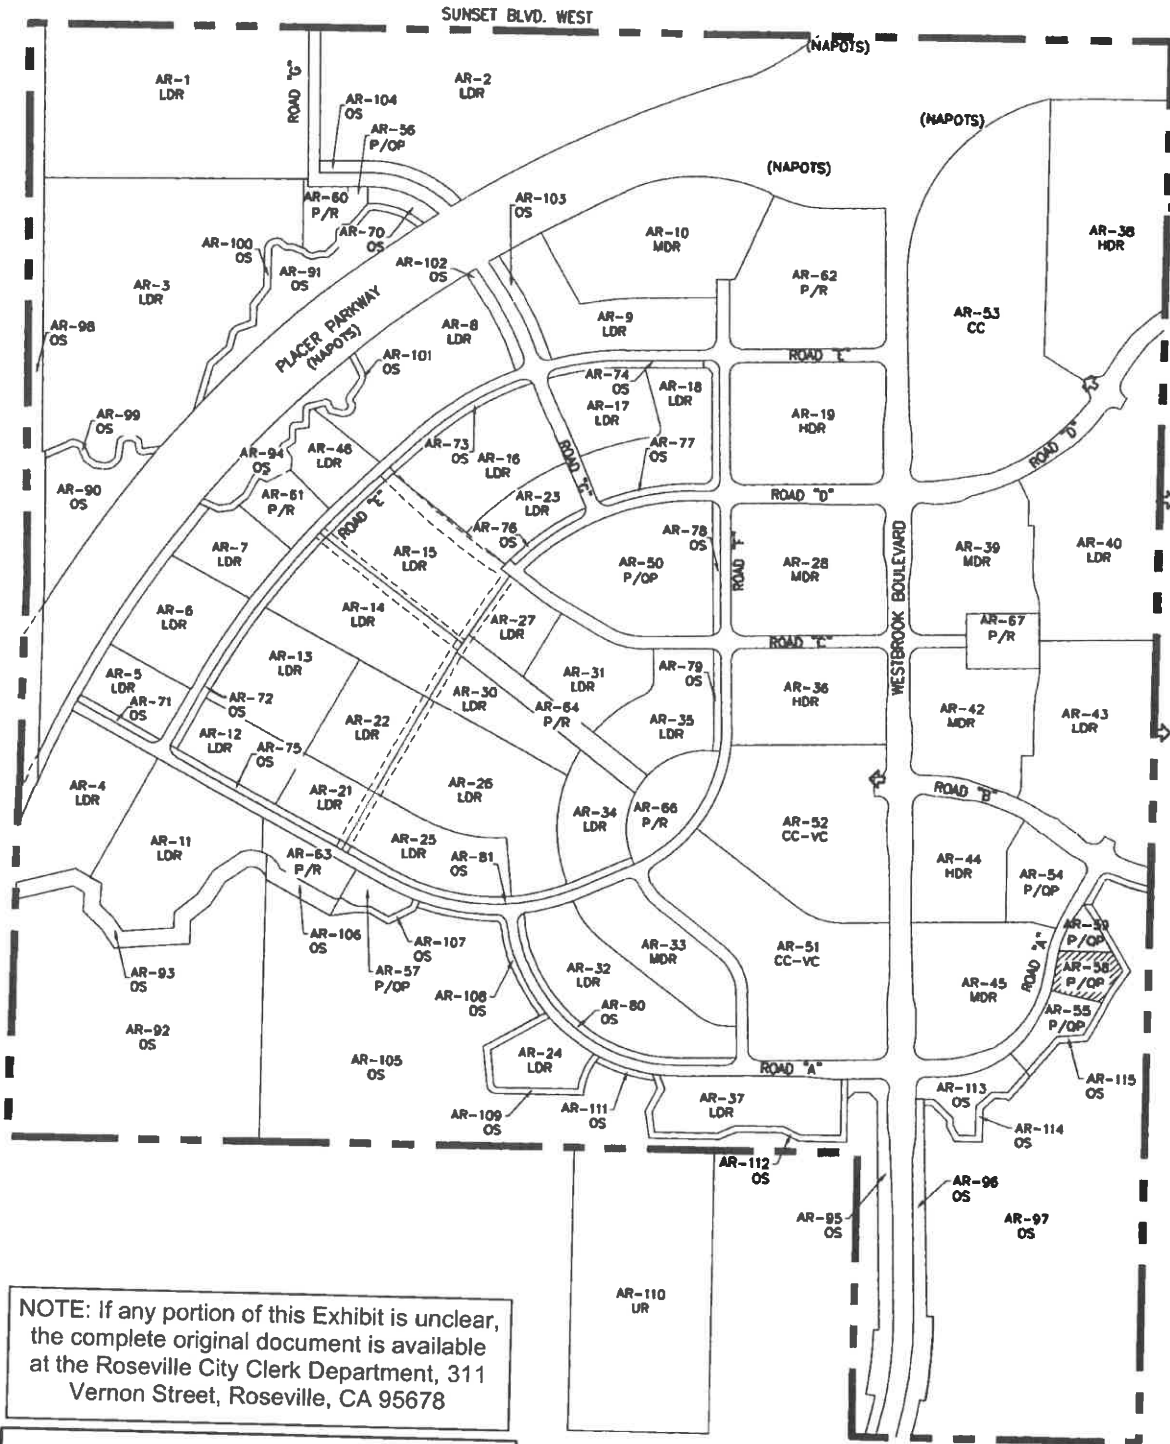 SUNSET BLVD. WEST
(NAPOTS)
AR-1
LDR
ROAD "G"
AR-2
LDR
AR-104
OS
AR-56
P/QP
(NAPOTS)
(NAPOTS)
AR-60
P/R
AR-103
OS
AR-70
OS
AR-100
OS
AR-91
OS
AR-102
OS
AR-10
MDR
AR-62
P/R
AR-38
HDR
AR-3
LDR
AR-98
OS
PLACER PARKWAY
(NAPOTS)
AR-8
LDR
AR-9
LDR
AR-53
CC
AR-101
OS
ROAD "E"
AR-74
OS
AR-18
LDR
AR-17
LDR
AR-19
HDR
AR-99
OS
AR-94
OS
AR-46
LDR
AR-73
OS
AR-16
LDR
ROAD "C"
AR-77
OS
ROAD "D"
AR-90
OS
AR-61
P/R
ROAD "E"
AR-23
LDR
AR-76
OS
ROAD "D"
AR-7
LDR
AR-15
LDR
AR-50
P/QP
AR-78
OS
ROAD "F"
AR-28
MDR
WESTBROOK BOULEVARD
AR-39
MDR
AR-40
LDR
AR-6
LDR
AR-14
LDR
AR-27
LDR
ROAD "C"
AR-67
P/R
AR-5
LDR
AR-71
OS
AR-13
LDR
AR-72
OS
AR-31
LDR
AR-79
OS
AR-36
HDR
AR-30
LDR
AR-64
P/R
AR-35
LDR
AR-42
MDR
AR-43
LDR
AR-12
LDR
AR-75
OS
AR-22
LDR
AR-4
LDR
AR-21
LDR
AR-26
LDR
AR-34
LDR
AR-66
P/R
AR-52
CC-VC
ROAD "B"
AR-11
LDR
AR-63
P/R
AR-25
LDR
AR-81
OS
AR-44
HDR
AR-54
P/QP
AR-93
OS
AR-106
OS
AR-57
P/QP
AR-107
OS
AR-33
MDR
AR-51
CC-VC
ROAD "A"
AR-59
P/QP
AR-58
P/QP
AR-45
MDR
AR-55
P/QP
AR-32
LDR
AR-108
OS
AR-80
OS
AR-92
OS
AR-105
OS
AR-24
LDR
ROAD "A"
AR-109
OS
AR-111
OS
AR-37
LDR
AR-113
OS
AR-115
OS
AR-114
OS
AR-112
OS
AR-95
OS
AR-96
OS
AR-97
OS
AR-110
UR
NOTE: If any portion of this Exhibit is unclear,
the complete original document is available
at the Roseville City Clerk Department, 311
Vernon Street, Roseville, CA 95678